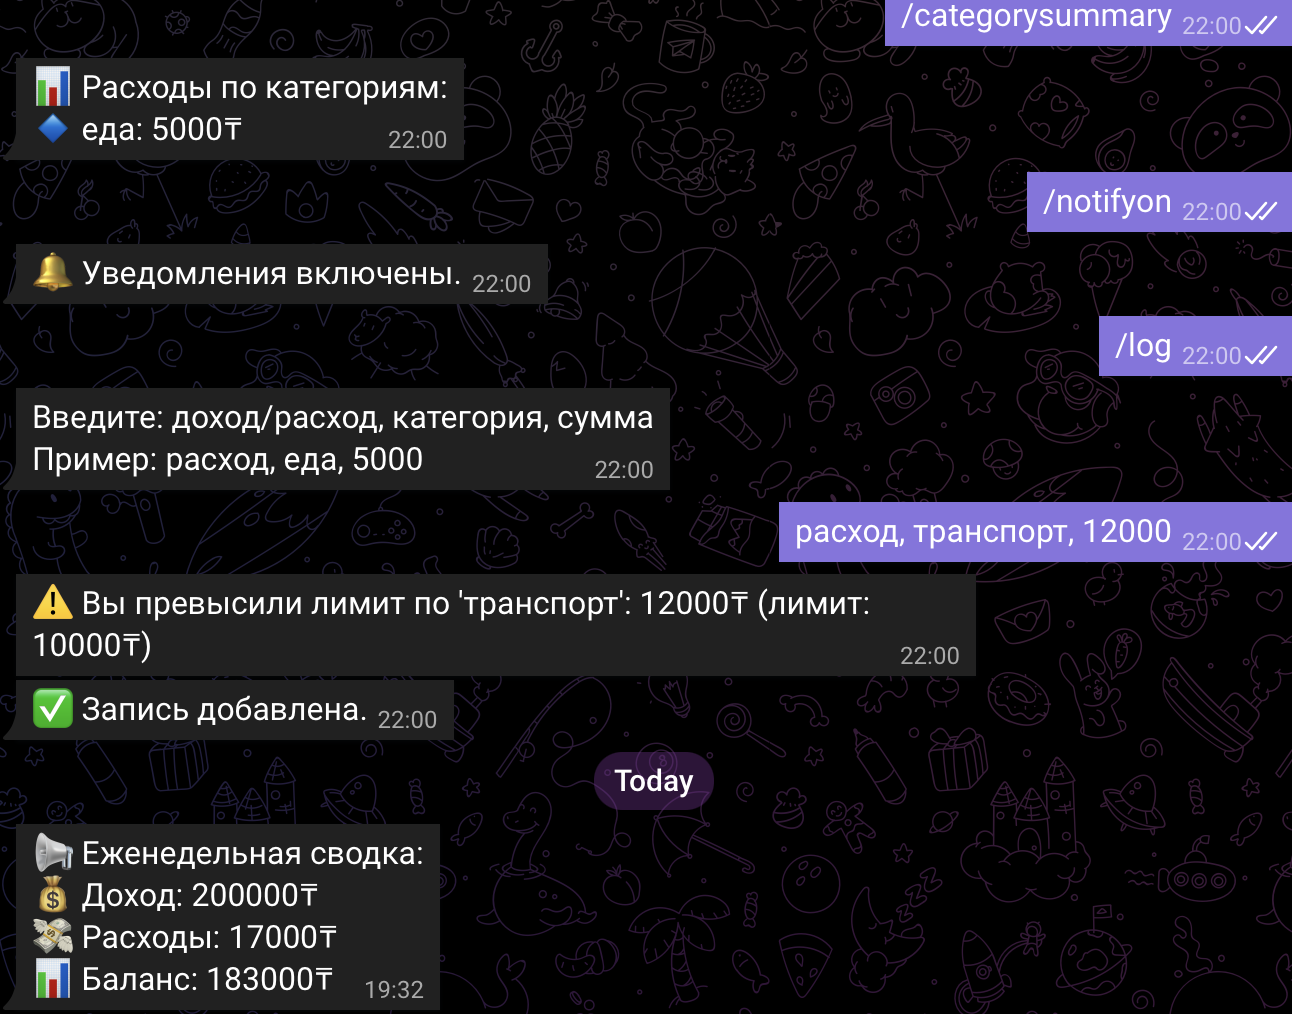 /categorysummary 22:00
📊 Расходы по категориям:
🔷 еда: 5000₸ 22:00
/notifyon 22:00
🔔 Уведомления включены. 22:00
/log 22:00
Введите: доход/расход, категория, сумма
Пример: расход, еда, 5000 22:00
расход, транспорт, 12000 22:00
⚠️ Вы превысили лимит по 'транспорт': 12000₸ (лимит:
10000₸) 22:00
✅ Запись добавлена. 22:00
Today
📢 Еженедельная сводка:
💰 Доход: 200000₸
💸 Расходы: 17000₸
📊 Баланс: 183000₸ 19:32